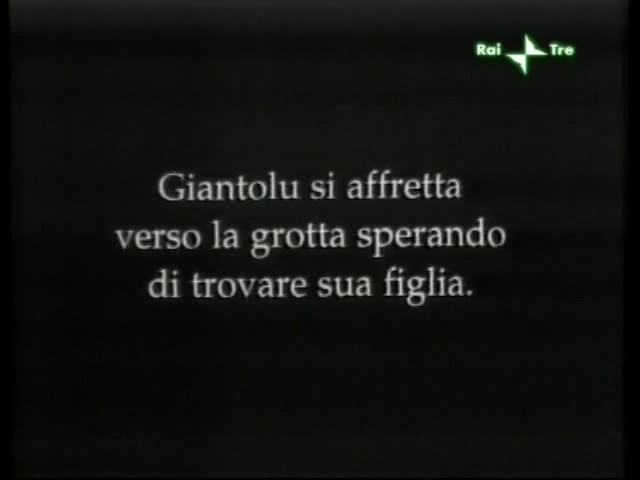 Rai Tre
Giantolu si affretta
verso la grotta sperando
di trovare sua figlia.